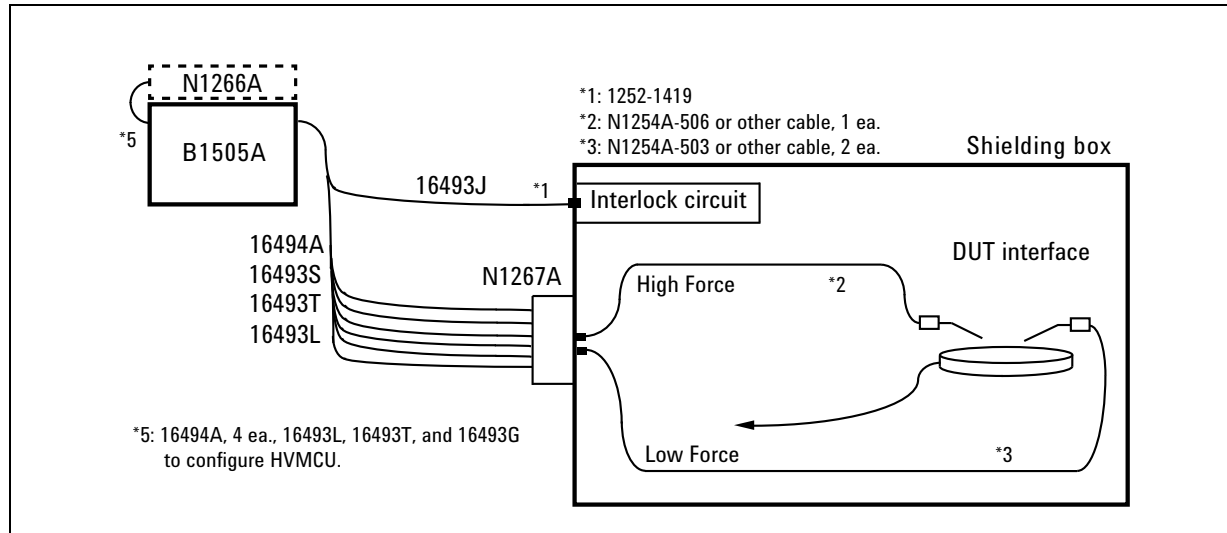 N1266A
*5
B1505A
*1: 1252-1419
*2: N1254A-506 or other cable, 1 ea.
*3: N1254A-503 or other cable, 2 ea.
Shielding box
16493J
*1
Interlock circuit
16494A
16493S
16493T
16493L
N1267A
DUT interface
High Force
*2
*5: 16494A, 4 ea., 16493L, 16493T, and 16493G
to configure HVMCU.
Low Force
*3